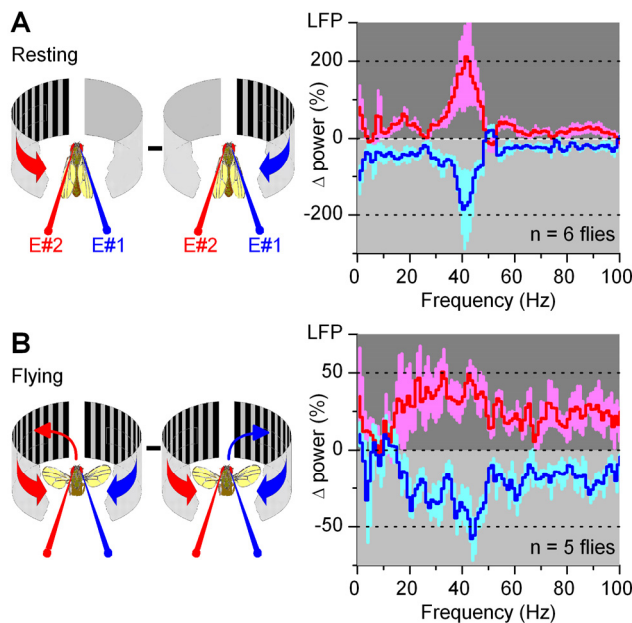 A
Resting
E#2
E#1
E#2
E#1
LFP
Δ power (%)
200
0
-200
n = 6 flies
0
20
40
60
80
100
Frequency (Hz)
B
Flying
LFP
Δ power (%)
50
0
-50
n = 5 flies
0
20
40
60
80
100
Frequency (Hz)